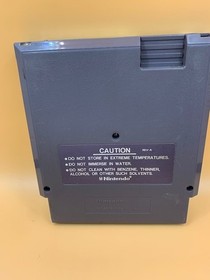 CAUTION REV-A
●DO NOT STORE IN EXTREME TEMPERATURES.
●DO NOT IMMERSE IN WATER.
●DO NOT CLEAN WITH BENZENE, THINNER,
ALCOHOL OR OTHER SUCH SOLVENTS.
Nintendo